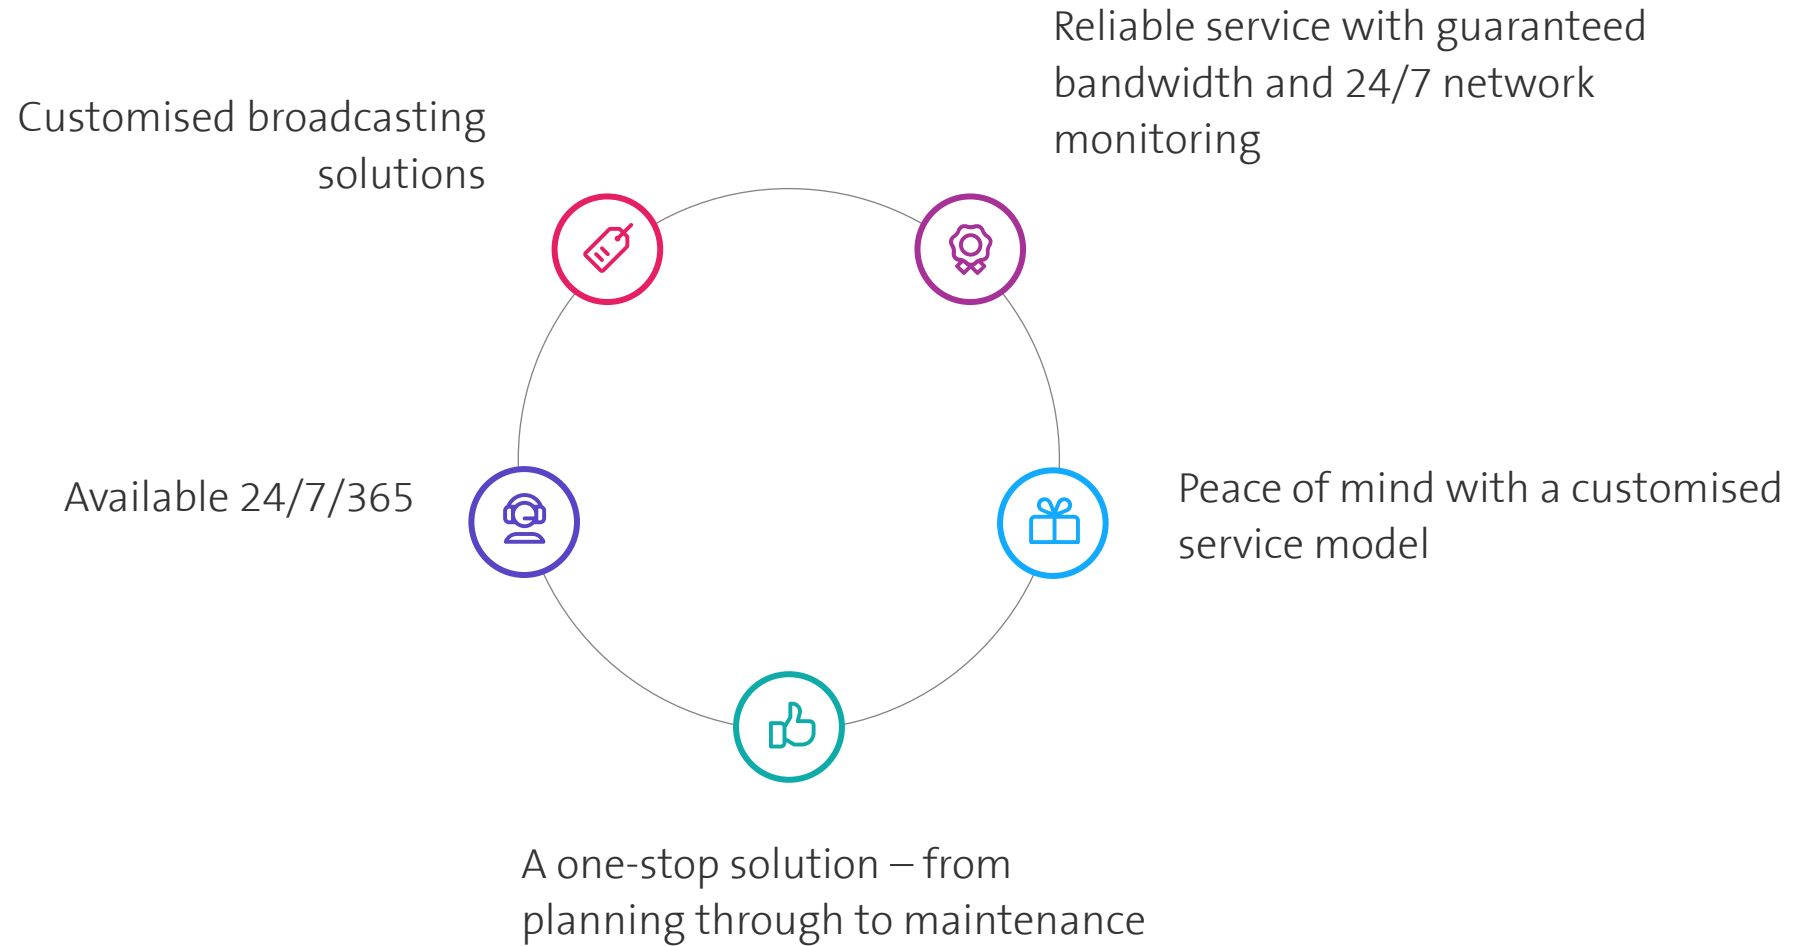 Customised broadcasting
solutions
Reliable service with guaranteed
bandwidth and 24/7 network
monitoring
Available 24/7/365
Peace of mind with a customised
service model
A one-stop solution – from
planning through to maintenance